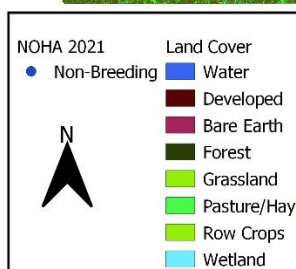 NOHA 2021
Non-Breeding
N
Land Cover
Water
Developed
Bare Earth
Forest
Grassland
Pasture/Hay
Row Crops
Wetland